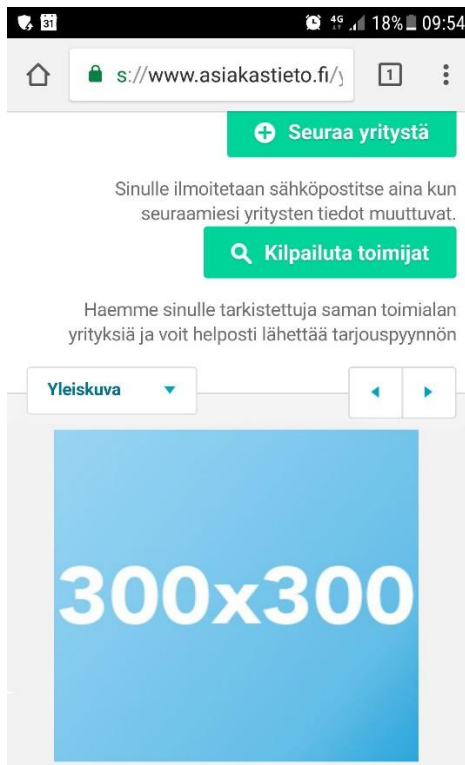 31
4G
18% 09:54
s://www.asiakastieto.fi/y
1
Seuraa yritystä
Sinulle ilmoitetaan sähköpostitse aina kun
seuraamiesi yritysten tiedot muuttuvat.
Kilpailuta toimijat
Haemme sinulle tarkistettuja saman toimialan
yrityksiä ja voit helposti lähettää tarjouspyynnön
Yleiskuva
300x300